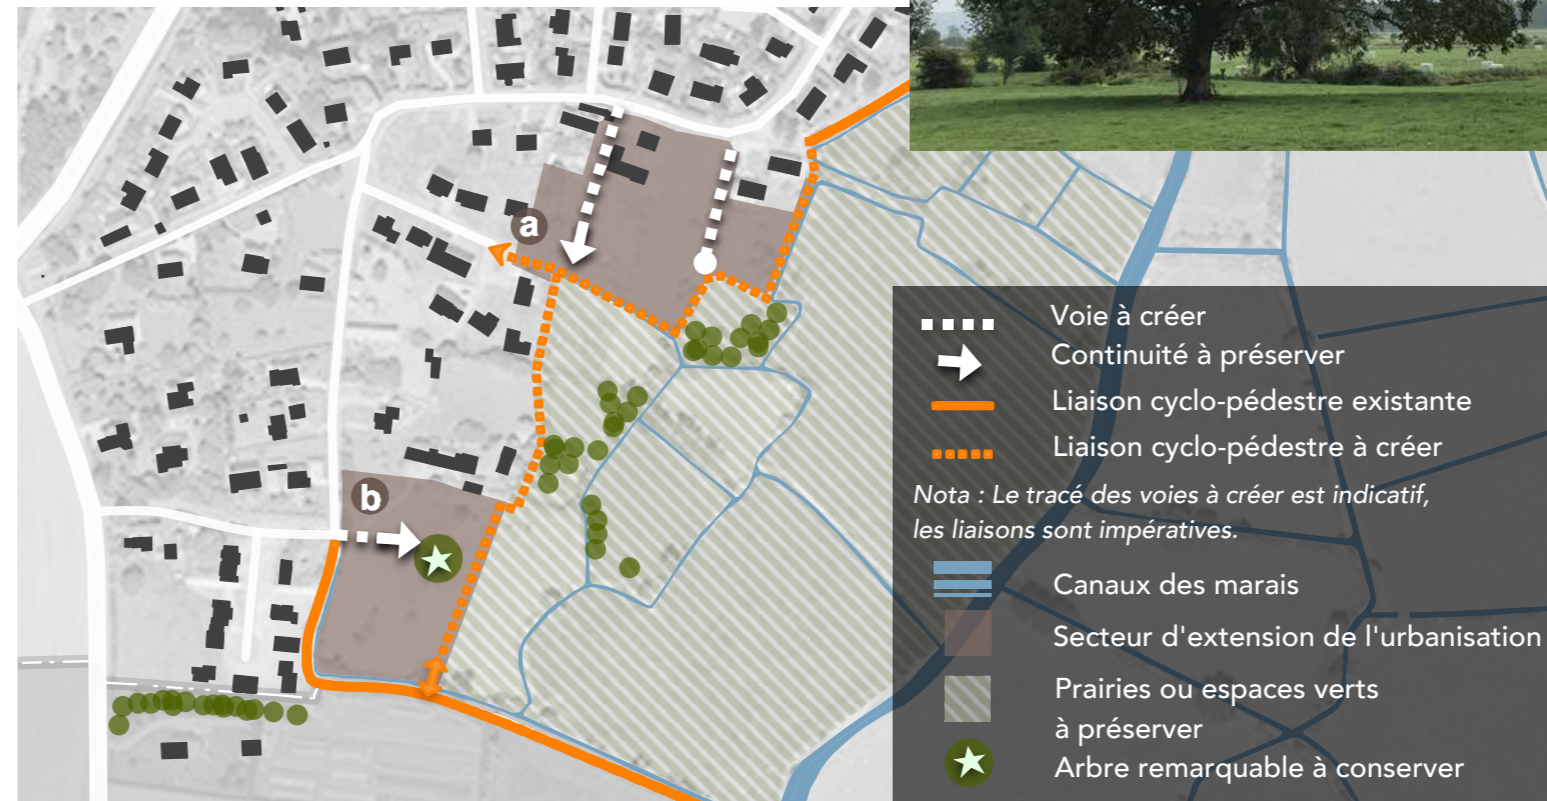 a
b
Voie à créer
Continuité à préserver
Liaison cyclo-pédestre existante
Liaison cyclo-pédestre à créer
Nota : Le tracé des voies à créer est indicatif,
les liaisons sont impératives.
Canaux des marais
Secteur d'extension de l'urbanisation
Prairies ou espaces verts
à préserver
Arbre remarquable à conserver